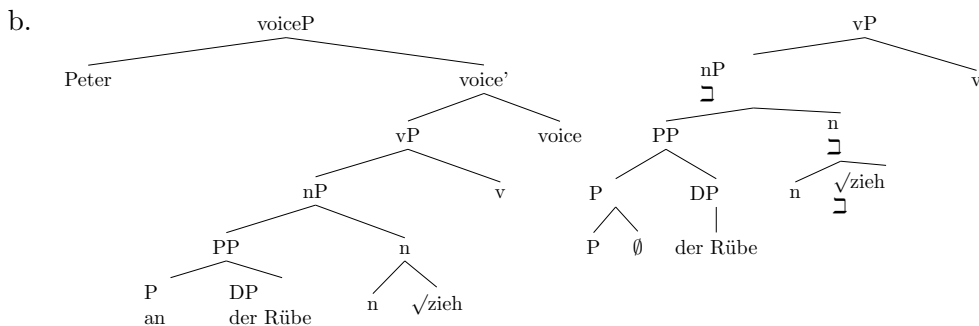 b.
voiceP
Peter voice'
vP voice
nP v
PP n
P DP n √zieh
an der Rübe
vP
nP v
ℶ
PP n
ℶ
P DP n √zieh
ℶ
P ∅ der Rübe